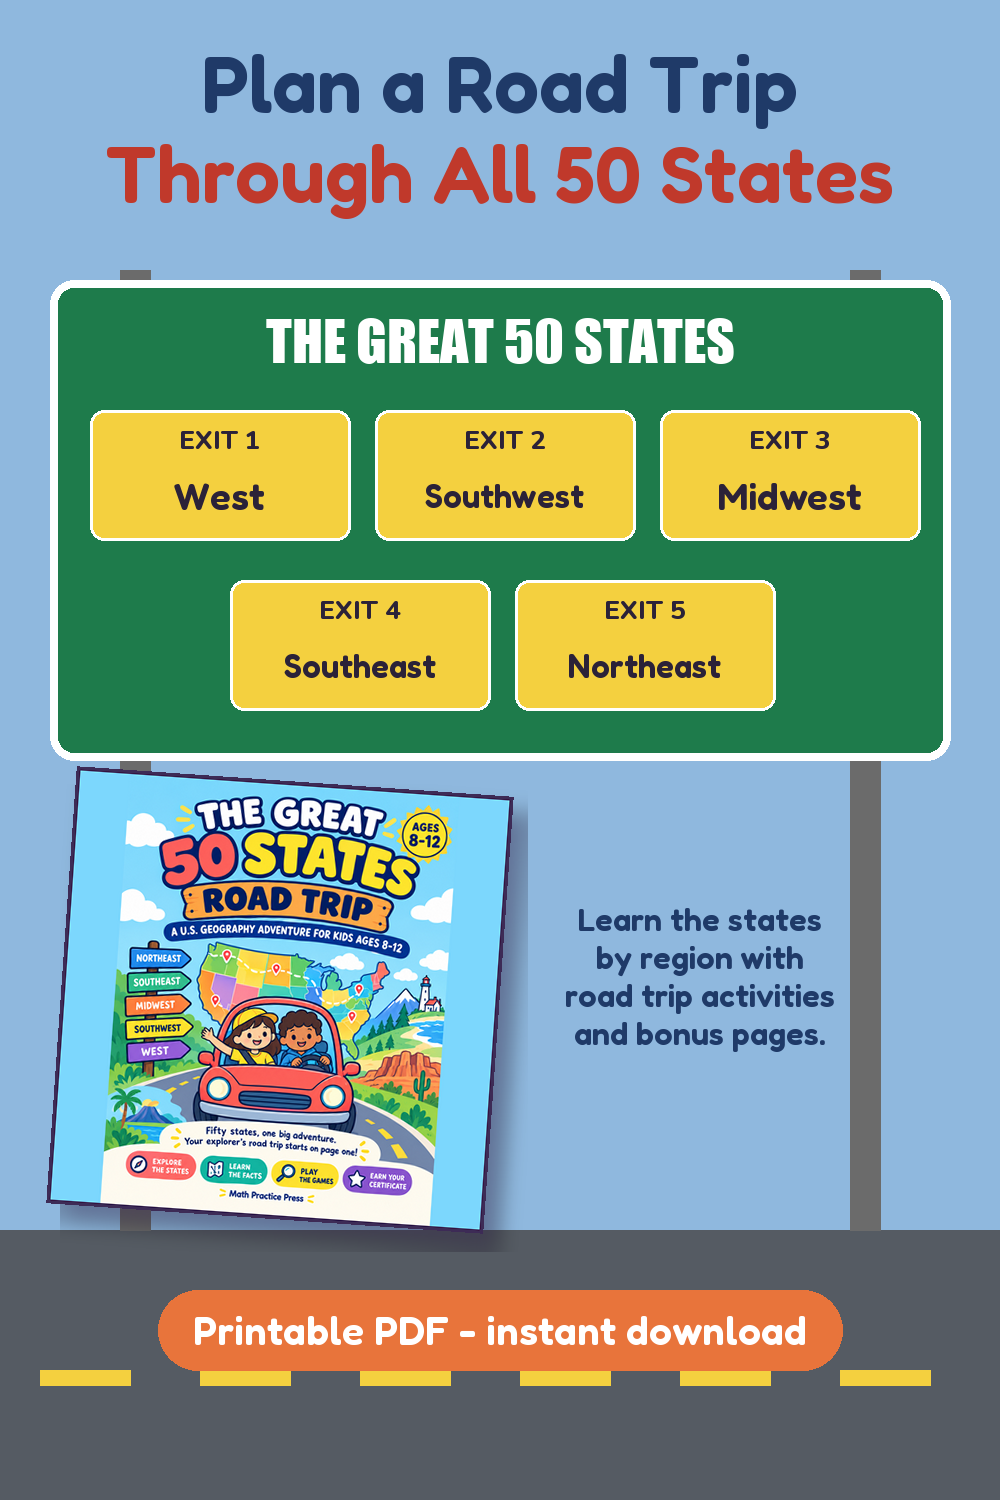 Plan a Road Trip
Through All 50 States
THE GREAT 50 STATES
EXIT 1
West
EXIT 2
Southwest
EXIT 3
Midwest
EXIT 4
Southeast
EXIT 5
Northeast
THE GREAT
50 STATES
ROAD TRIP
AGES
8-12
A U.S. GEOGRAPHY ADVENTURE FOR KIDS AGES 8-12
NORTHEAST
SOUTHEAST
MIDWEST
SOUTHWEST
WEST
Fifty states, one big adventure.
Your explorer's road trip starts on page one!
EXPLORE
THE STATES
LEARN
THE FACTS
PLAY
THE GAMES
EARN YOUR
CERTIFICATE
Math Practice Press
Learn the states
by region with
road trip activities
and bonus pages.
Printable PDF - instant download